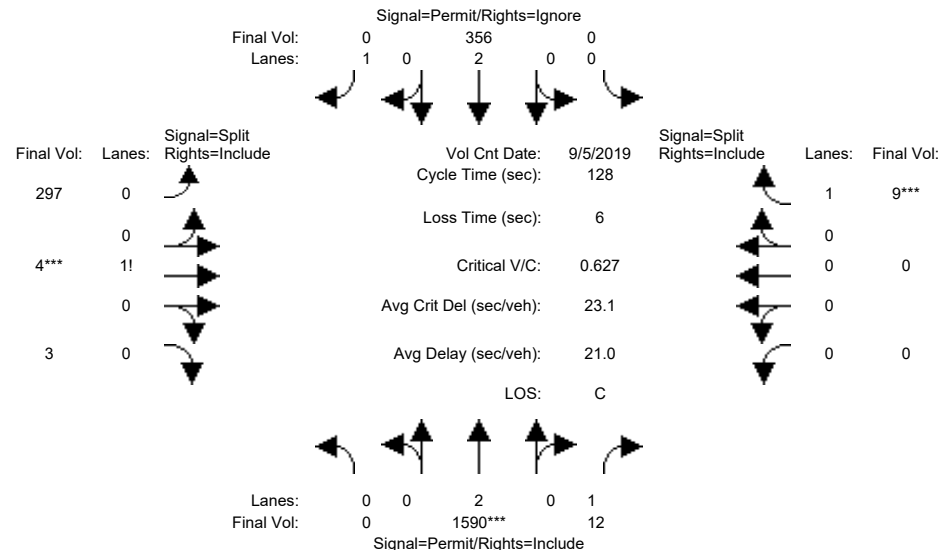 Signal=Permit/Rights=Ignore
Final Vol: 0 356 0
Lanes: 1 0 2 0 0
Signal=Split Signal=Split
Final Vol: Lanes: Rights=Include Vol Cnt Date: 9/5/2019 Rights=Include Lanes: Final Vol:
Cycle Time (sec): 128
297 0 1 9***
Loss Time (sec): 6
0 0
4*** 1! Critical V/C: 0.627 0 0
0 Avg Crit Del (sec/veh): 23.1 0
3 0 Avg Delay (sec/veh): 21.0 0 0
LOS: C
Lanes: 0 0 2 0 1
Final Vol: 0 1590*** 12
Signal=Permit/Rights=Include